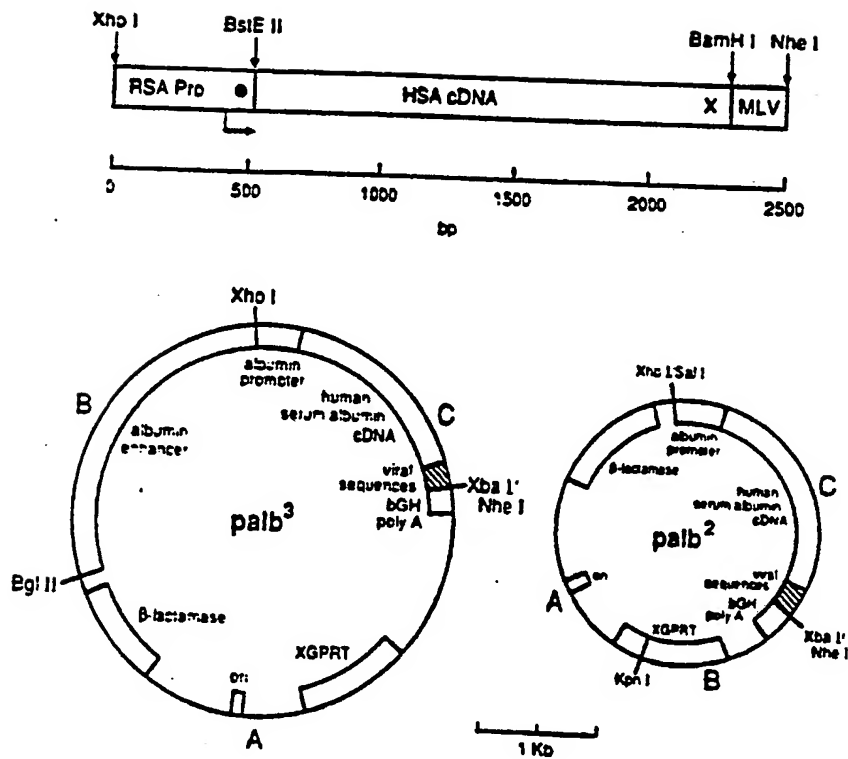 Xho I
BstE II
BamH I
Nhe I
RSA Pro
HSA cDNA
X
MLV
0
500
1000
1500
2000
2500
bp
Xho I
albumin
promoter
human
serum albumin
cDNA
C
B
albumin
enhancer
viral
sequences
bGH
poly A
Xba I'
Nhe I
palb3
Bgl II
β-lactamase
XGPRT
ori
A
Xho I'Sal I
albumin
promoter
β-lactamase
C
human
serum albumin
cDNA
palb2
viral
sequences
bGH
poly A
A
ori
XGPRT
Xba I'
Nhe I
Kpn I
B
1 Kb